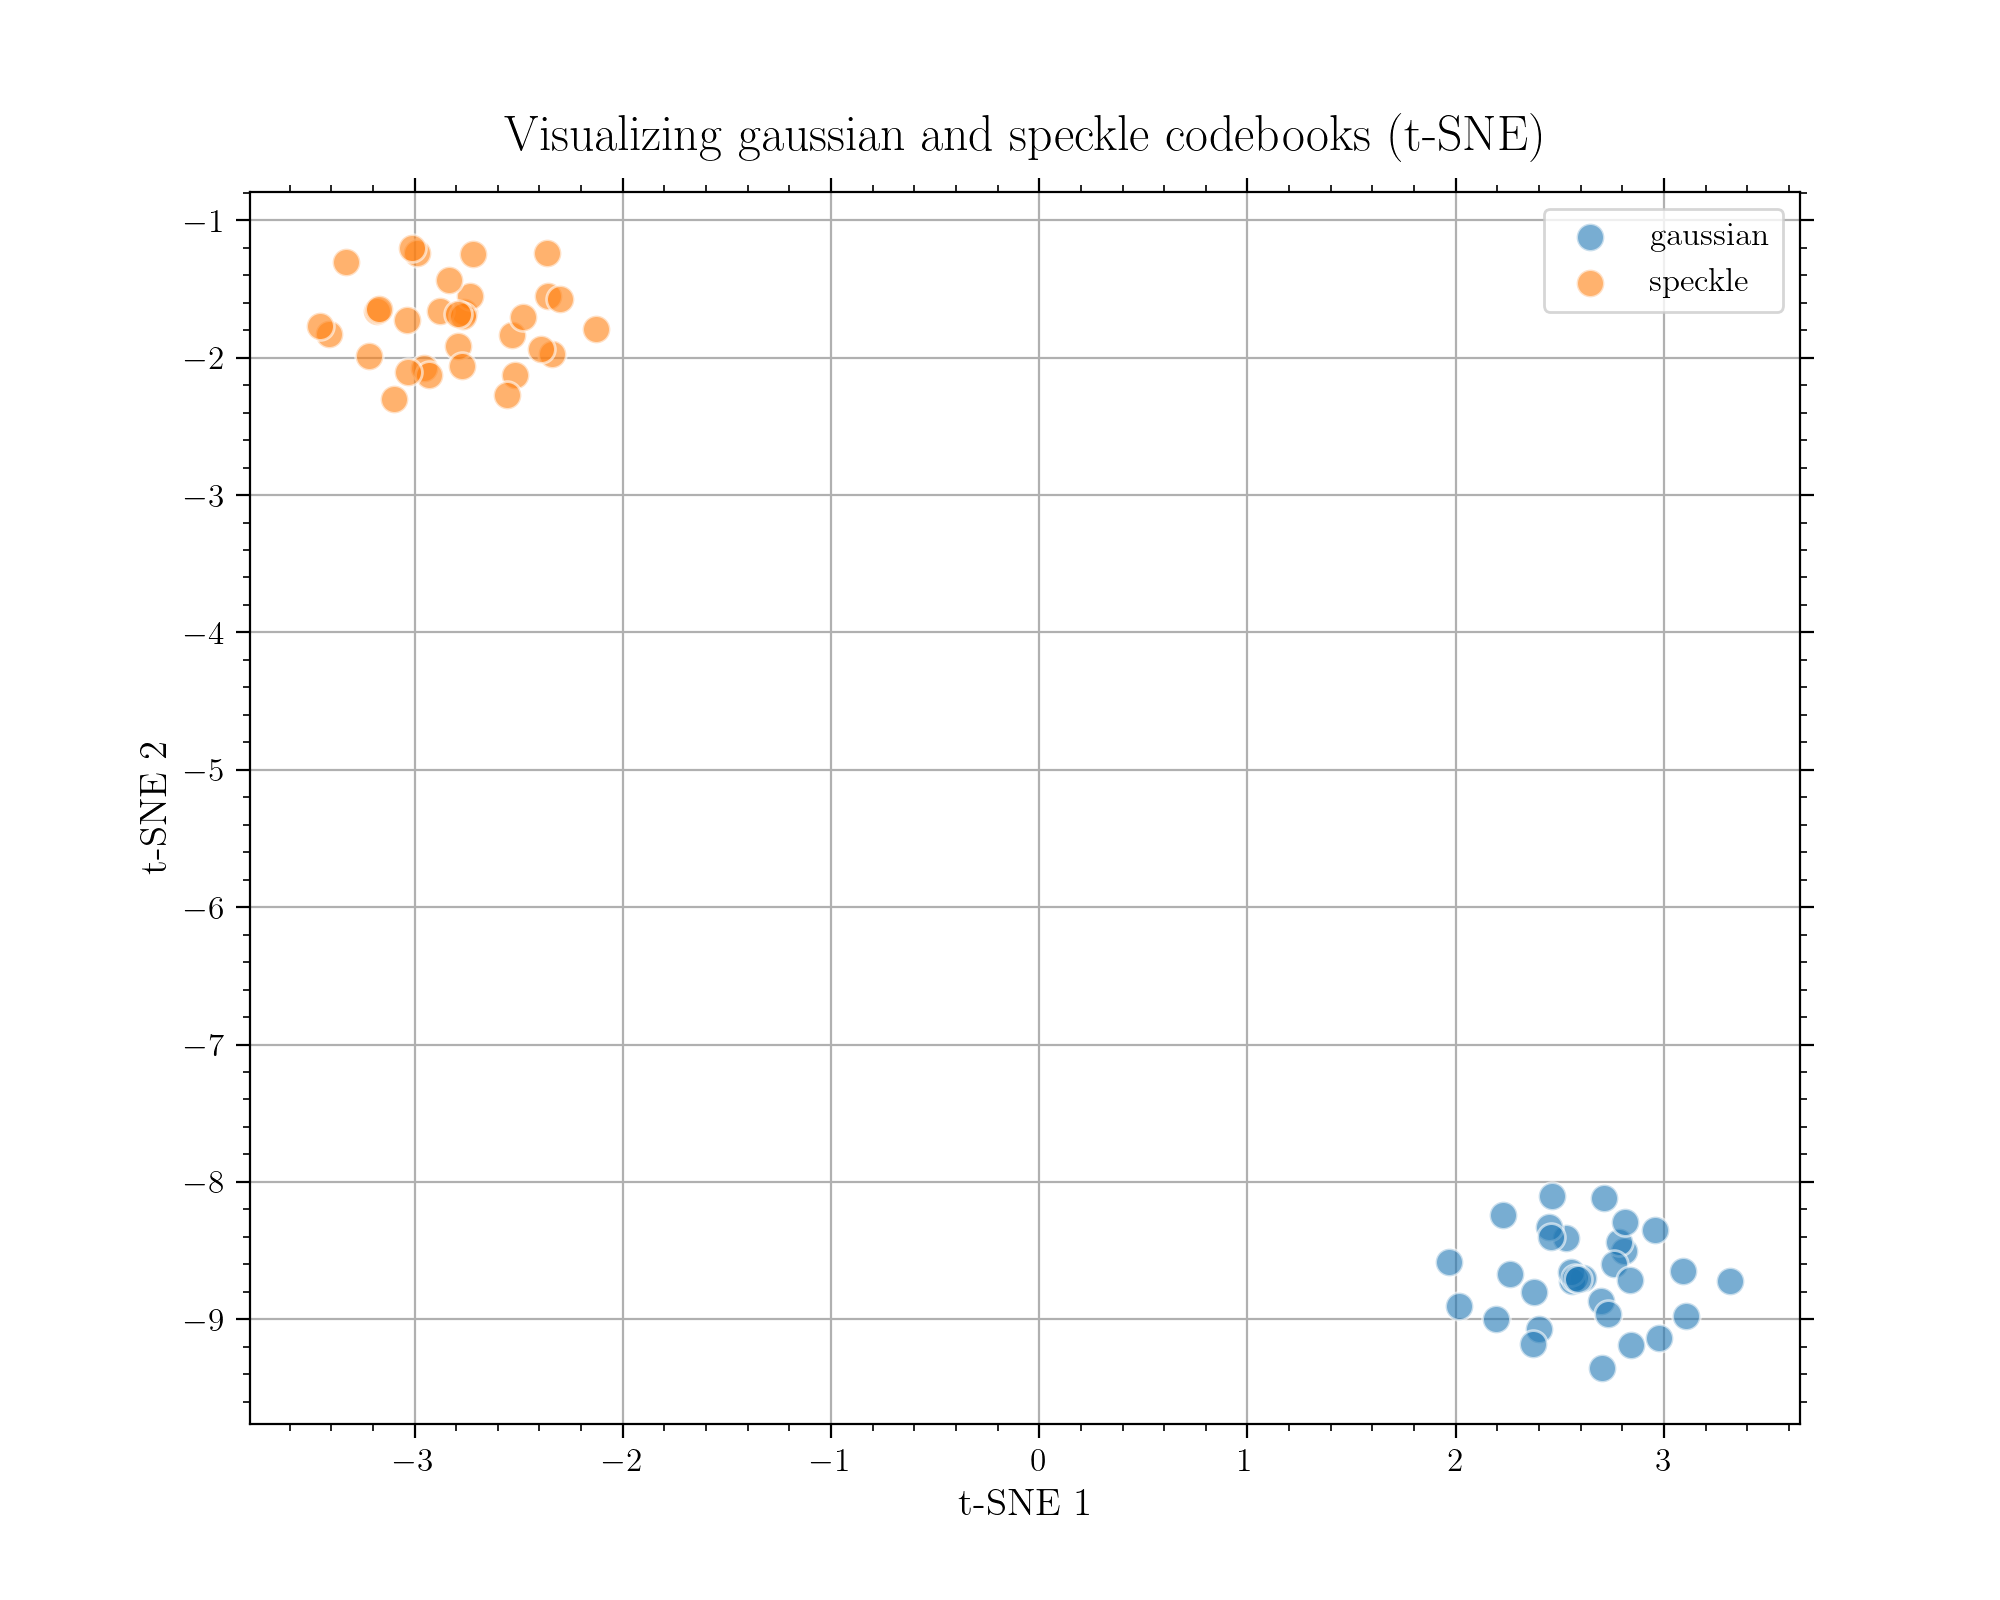 Visualizing gaussian and speckle codebooks (t-SNE)
gaussian
speckle
−1
−2
−3
−4
−5
−6
−7
−8
−9
t-SNE 2
−3 −2 −1 0 1 2 3
t-SNE 1